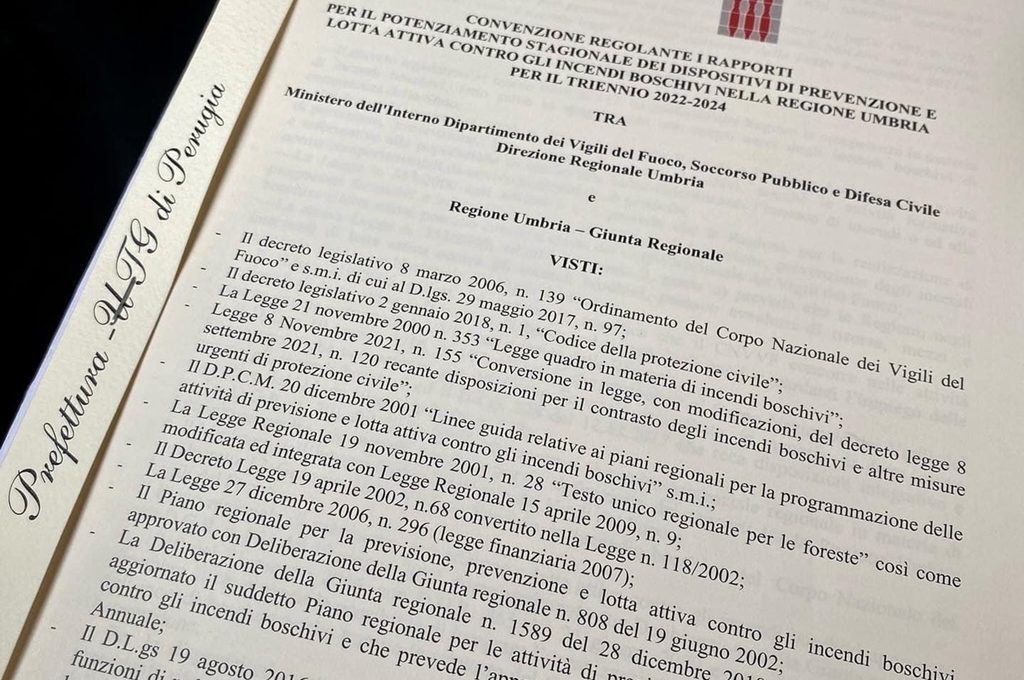 Prefettura - UTG di Perugia
CONVENZIONE REGOLANTE I RAPPORTI
PER IL POTENZIAMENTO STAGIONALE DEI DISPOSITIVI DI PREVENZIONE E
LOTTA ATTIVA CONTRO GLI INCENDI BOSCHIVI NELLA REGIONE UMBRIA
PER IL TRIENNIO 2022-2024
TRA
Ministero dell'Interno Dipartimento dei Vigili del Fuoco, Soccorso Pubblico e Difesa Civile
Direzione Regionale Umbria
e
Regione Umbria – Giunta Regionale
VISTI:
- Il decreto legislativo 8 marzo 2006, n. 139 “Ordinamento del Corpo Nazionale dei Vigili del
Fuoco” e s.m.i. di cui al D.lgs. 29 maggio 2017, n. 97;
- Il decreto legislativo 2 gennaio 2018, n. 1, “Codice della protezione civile”;
- La Legge 21 novembre 2000 n. 353 “Legge quadro in materia di incendi boschivi”;
- Legge 8 Novembre 2021, n. 155 “Conversione in legge, con modificazioni, del decreto legge 8
settembre 2021, n. 120 recante disposizioni per il contrasto degli incendi boschivi e altre misure
urgenti di protezione civile”;
- Il D.P.C.M. 20 dicembre 2001 “Linee guida relative ai piani regionali per la programmazione delle
attività di previsione e lotta attiva contro gli incendi boschivi” s.m.i.;
- La Legge Regionale 19 novembre 2001, n. 28 “Testo unico regionale per le foreste” così come
modificata ed integrata con Legge Regionale 15 aprile 2009, n. 9;
- Il Decreto Legge 19 aprile 2002, n.68 convertito nella Legge n. 118/2002;
- La Legge 27 dicembre 2006, n. 296 (legge finanziaria 2007);
- Il Piano regionale per la previsione, prevenzione e lotta attiva contro gli incendi boschivi
approvato con Deliberazione della Giunta regionale n. 808 del 19 giugno 2002;
- La Deliberazione della Giunta regionale n. 1589 del 28 dicembre
aggiornato il suddetto Piano regionale per le attività di
contro gli incendi boschivi e che prevede
Annuale;
- Il D.L.gs 19 agosto
funzioni di